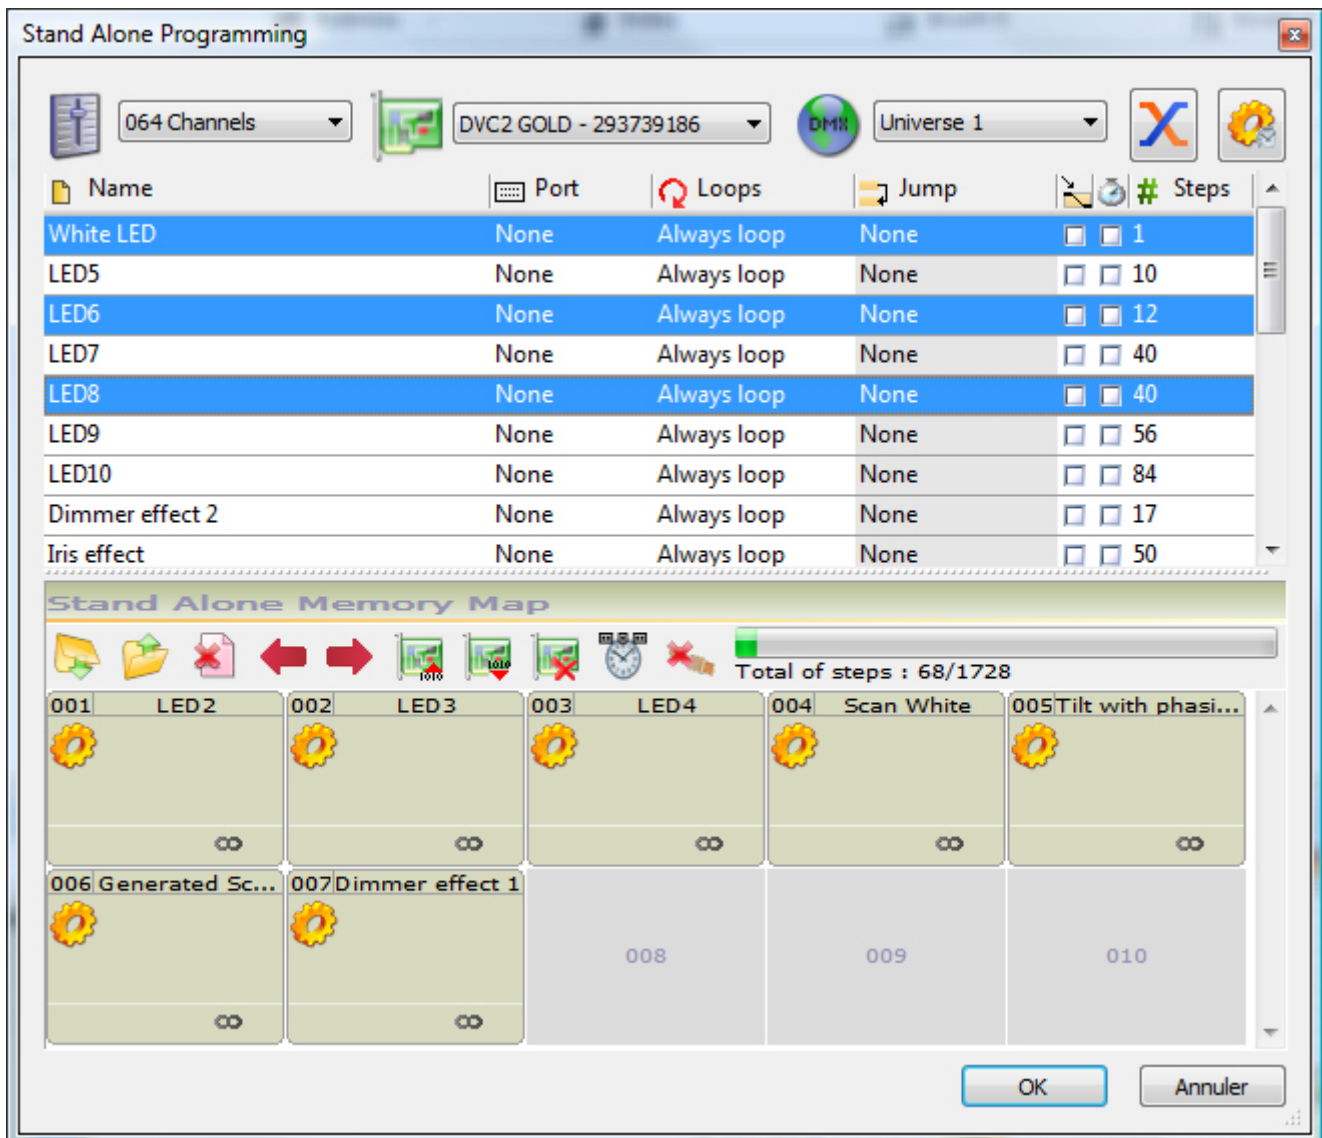 Stand Alone Programming
064 Channels DVC2 GOLD - 293739186 DMX Universe 1
Name Port Loops Jump # Steps
White LED None Always loop None 1
LED5 None Always loop None 10
LED6 None Always loop None 12
LED7 None Always loop None 40
LED8 None Always loop None 40
LED9 None Always loop None 56
LED10 None Always loop None 84
Dimmer effect 2 None Always loop None 17
Iris effect None Always loop None 50
Stand Alone Memory Map
1010 1010
Total of steps : 68/1728
001 LED2 002 LED3 003 LED4 004 Scan White 005 Tilt with phasi...
006 Generated Sc... 007 Dimmer effect 1
008 009 010
OK Annuler